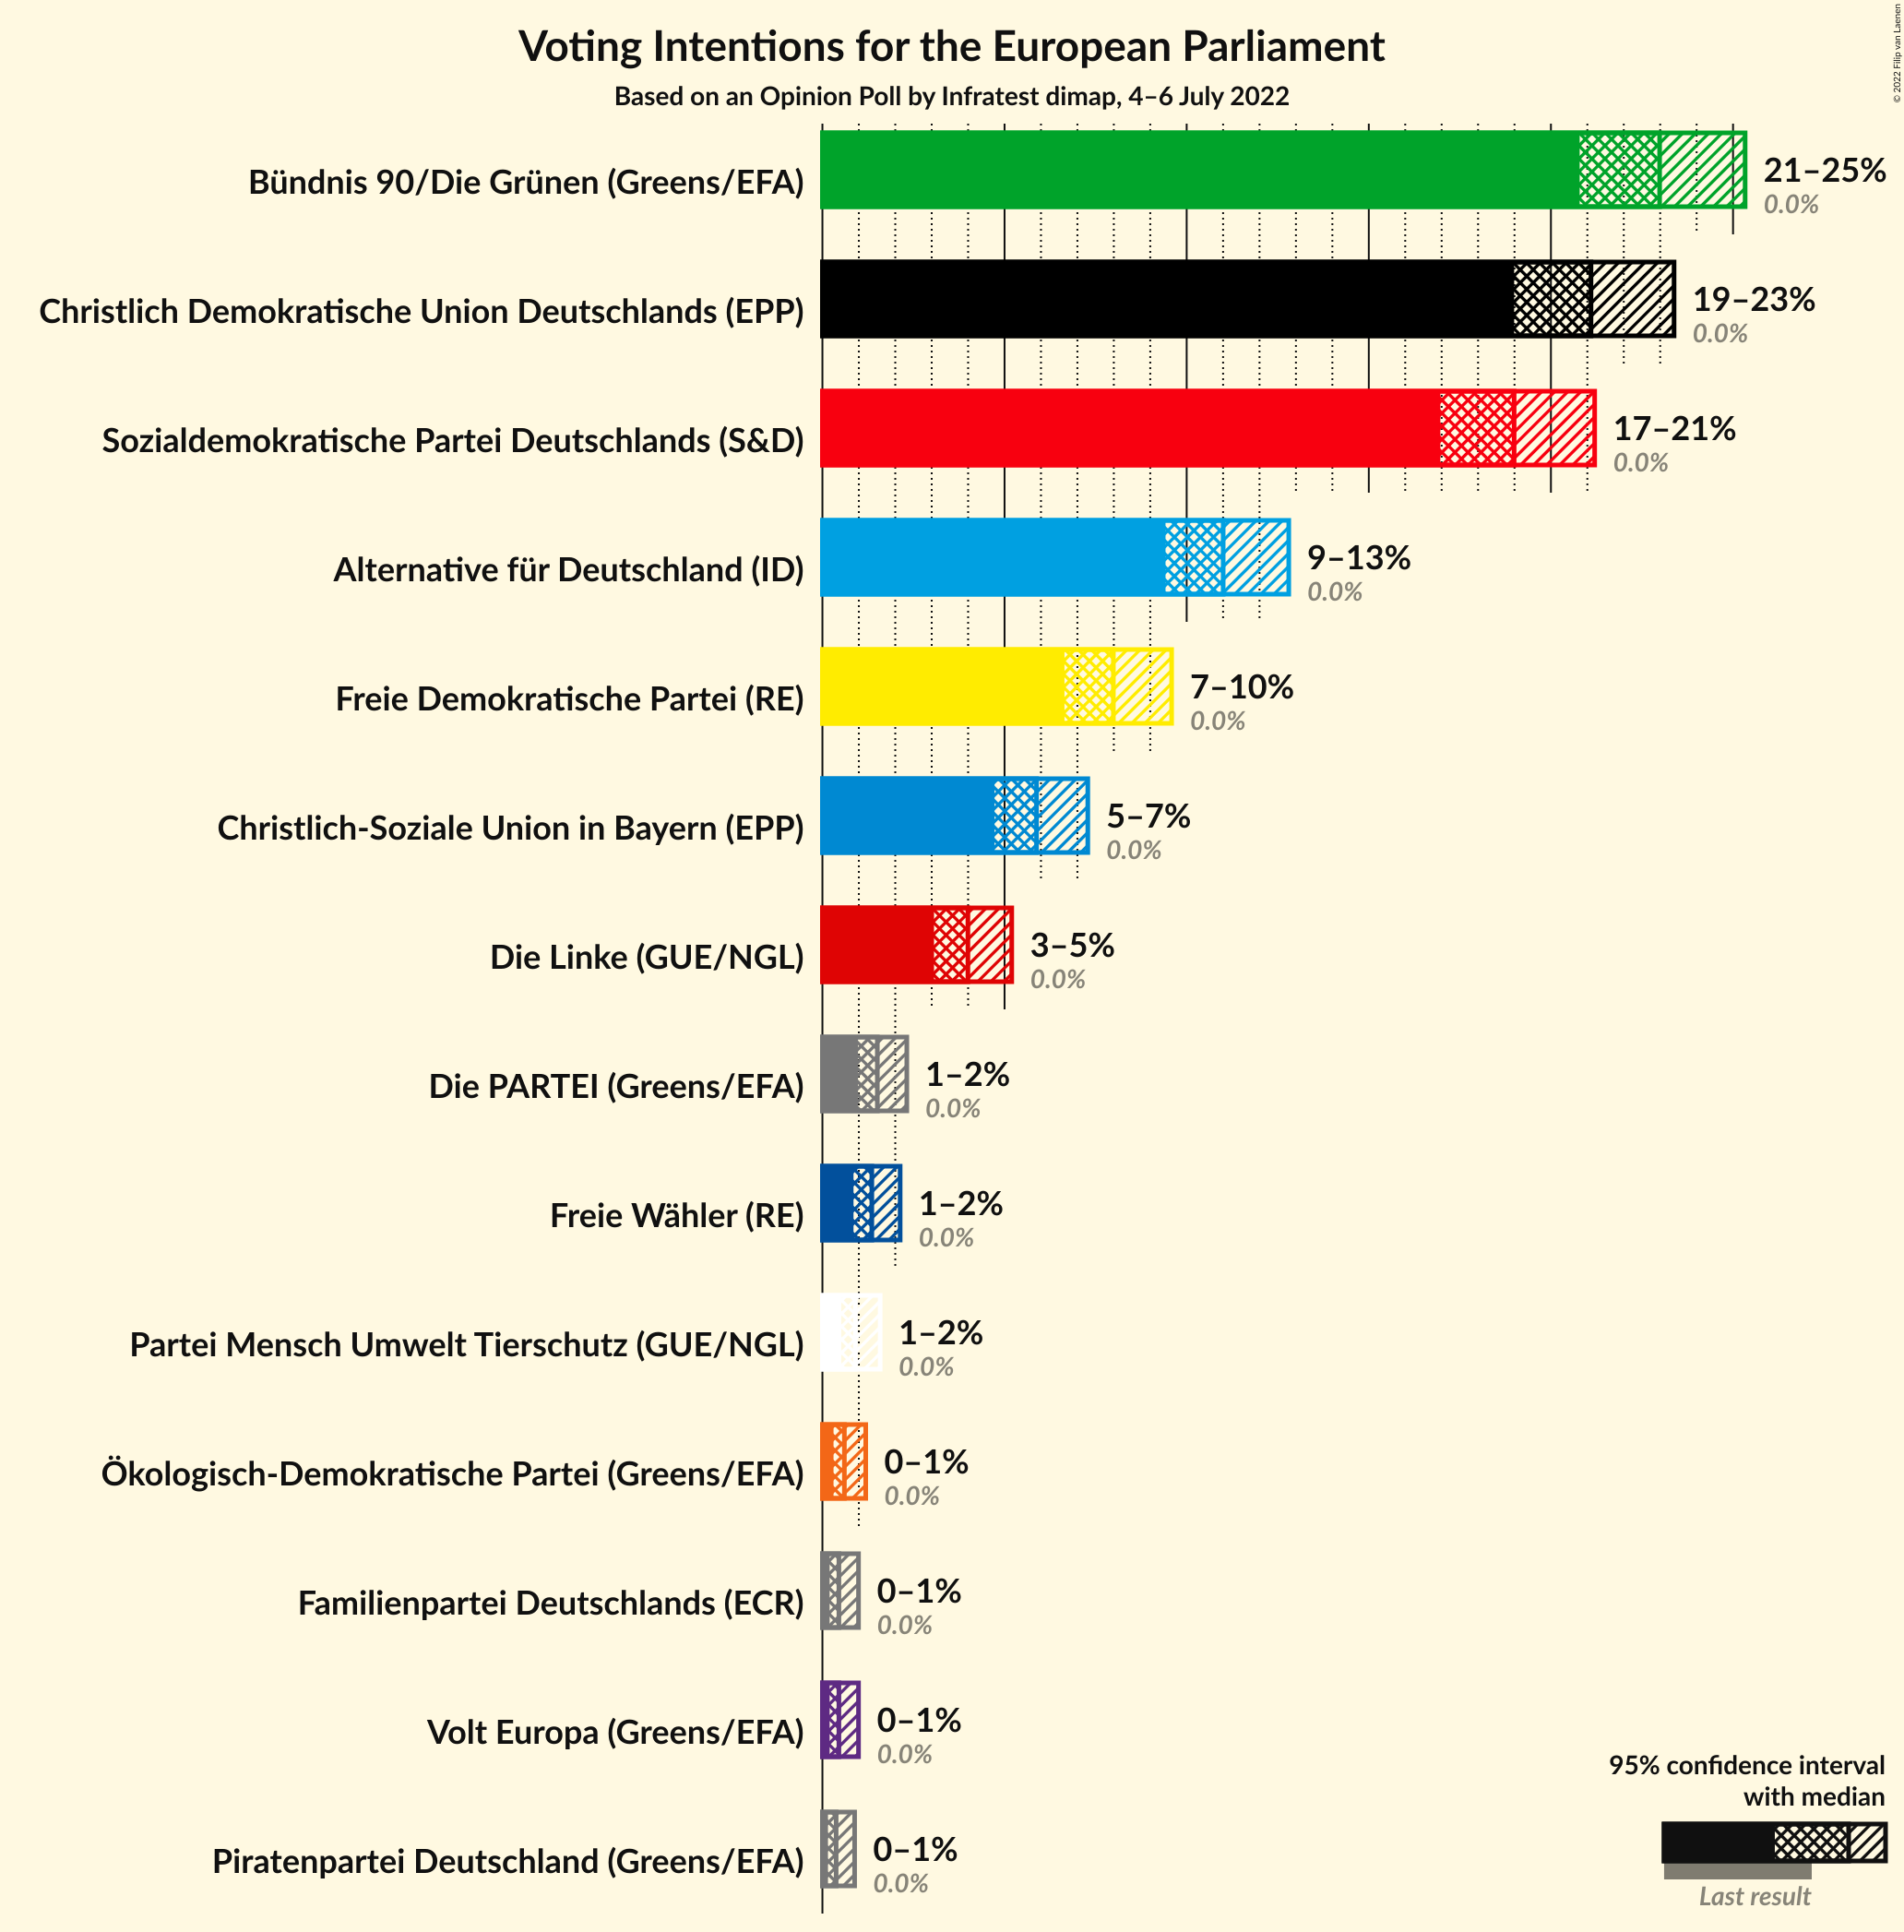 Voting Intentions for the European Parliament
Based on an Opinion Poll by Infratest dimap, 4–6 July 2022
© 2022 Filip van Laenen
Bündnis 90/Die Grünen (Greens/EFA)
21–25%
0.0%
Christlich Demokratische Union Deutschlands (EPP)
19–23%
0.0%
Sozialdemokratische Partei Deutschlands (S&D)
17–21%
0.0%
Alternative für Deutschland (ID)
9–13%
0.0%
Freie Demokratische Partei (RE)
7–10%
0.0%
Christlich-Soziale Union in Bayern (EPP)
5–7%
0.0%
Die Linke (GUE/NGL)
3–5%
0.0%
Die PARTEI (Greens/EFA)
1–2%
0.0%
Freie Wähler (RE)
1–2%
0.0%
Partei Mensch Umwelt Tierschutz (GUE/NGL)
1–2%
0.0%
Ökologisch-Demokratische Partei (Greens/EFA)
0–1%
0.0%
Familienpartei Deutschlands (ECR)
0–1%
0.0%
Volt Europa (Greens/EFA)
0–1%
0.0%
Piratenpartei Deutschland (Greens/EFA)
0–1%
0.0%
95% confidence interval
with median
Last result